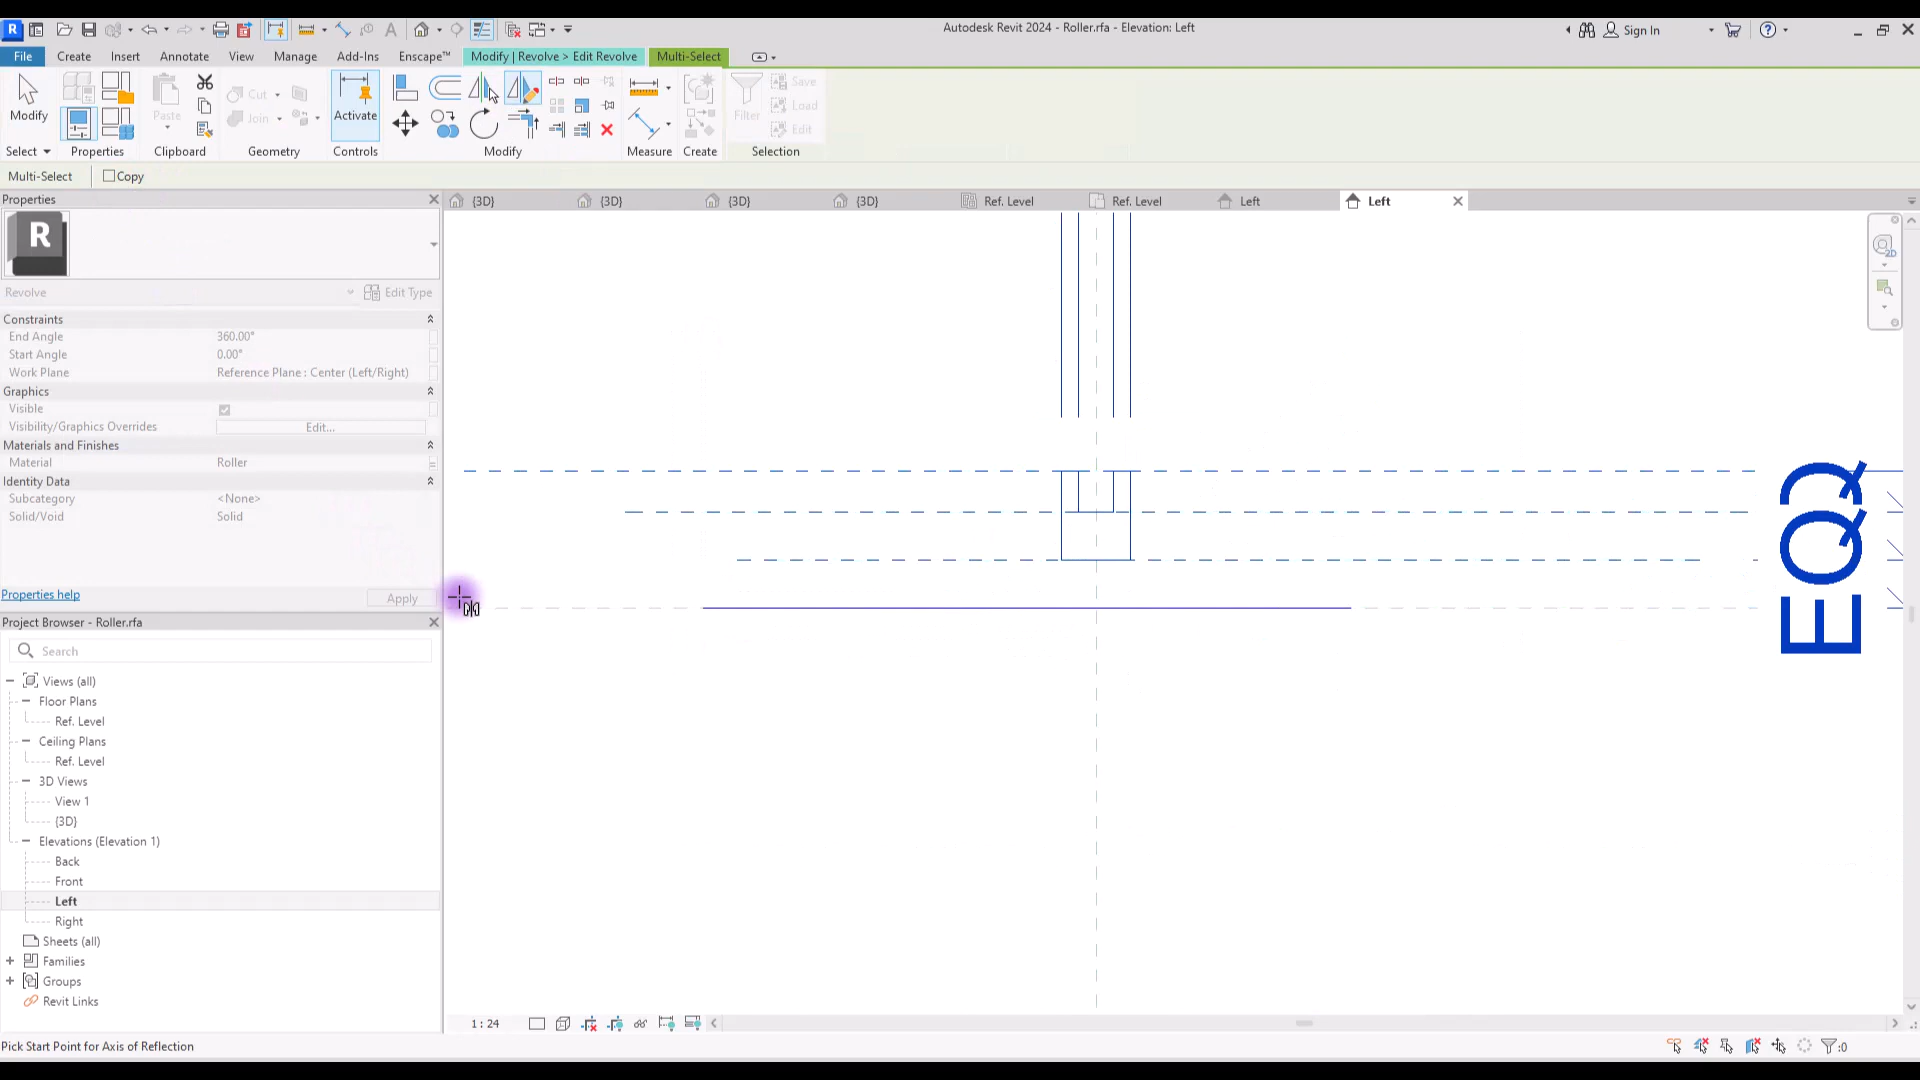 R
Autodesk Revit 2024 - Roller.rfa - Elevation: Left
Sign In
File Create Insert Annotate View Manage Add-Ins Enscape™ Modify | Revolve > Edit Revolve Multi-Select
Modify
Paste
Cut
Join
Activate
Filter
Save
Load
Edit
Select Properties Clipboard Geometry Controls Modify Measure Create Selection
Multi-Select Copy
Properties
{3D} {3D} {3D} {3D} Ref. Level Ref. Level Left Left
R
Revolve Edit Type
Constraints
End Angle 360.00°
Start Angle 0.00°
Work Plane Reference Plane : Center (Left/Right)
Graphics
Visible
Visibility/Graphics Overrides Edit...
Materials and Finishes
Material Roller
Identity Data
Subcategory <None>
Solid/Void Solid
Properties help Apply
Project Browser - Roller.rfa
Search
Views (all)
Floor Plans
Ref. Level
Ceiling Plans
Ref. Level
3D Views
View 1
{3D}
Elevations (Elevation 1)
Back
Front
Left
Right
Sheets (all)
Families
Groups
Revit Links
2D
1 : 24
Pick Start Point for Axis of Reflection
:0